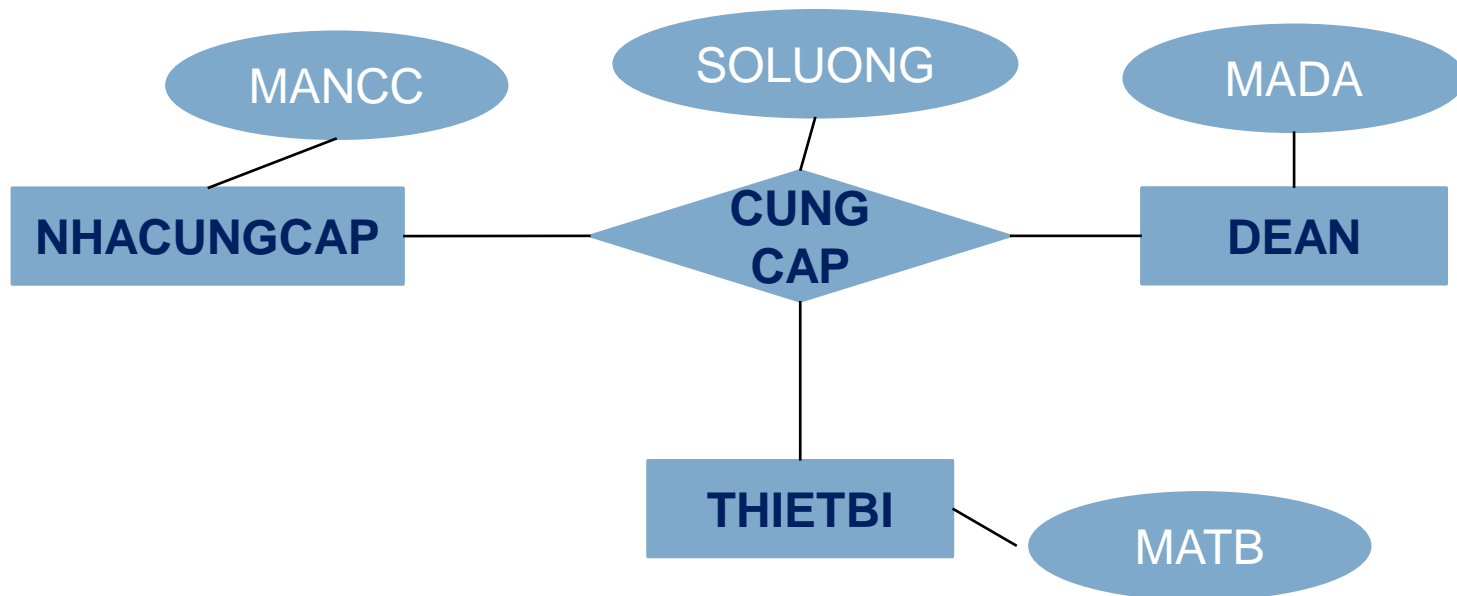 MANCC
SOLUONG
MADA
NHACUNGCAP
CUNG
CAP
DEAN
THIETBI
MATB